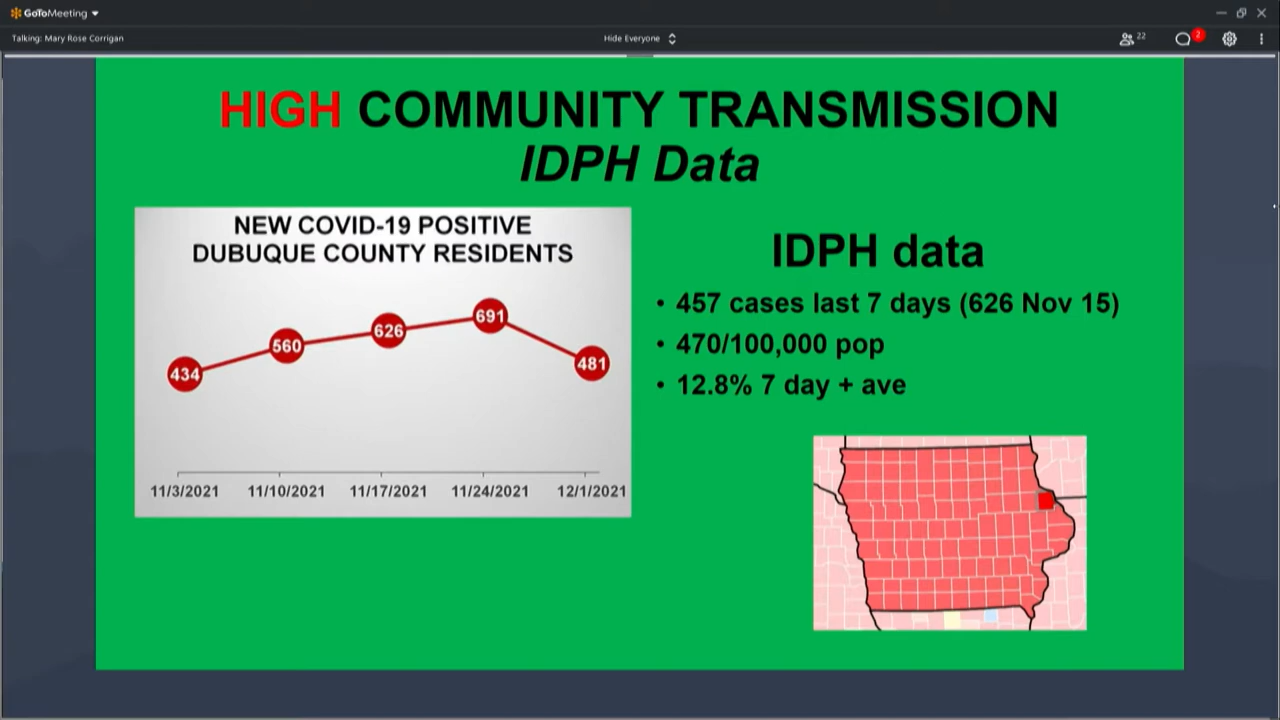 GoToMeeting
Talking: Mary Rose Corrigan
Hide Everyone
22
2
HIGH COMMUNITY TRANSMISSION
IDPH Data
NEW COVID-19 POSITIVE
DUBUQUE COUNTY RESIDENTS
434
560
626
691
481
11/3/2021
11/10/2021
11/17/2021
11/24/2021
12/1/2021
IDPH data
• 457 cases last 7 days (626 Nov 15)
• 470/100,000 pop
• 12.8% 7 day + ave